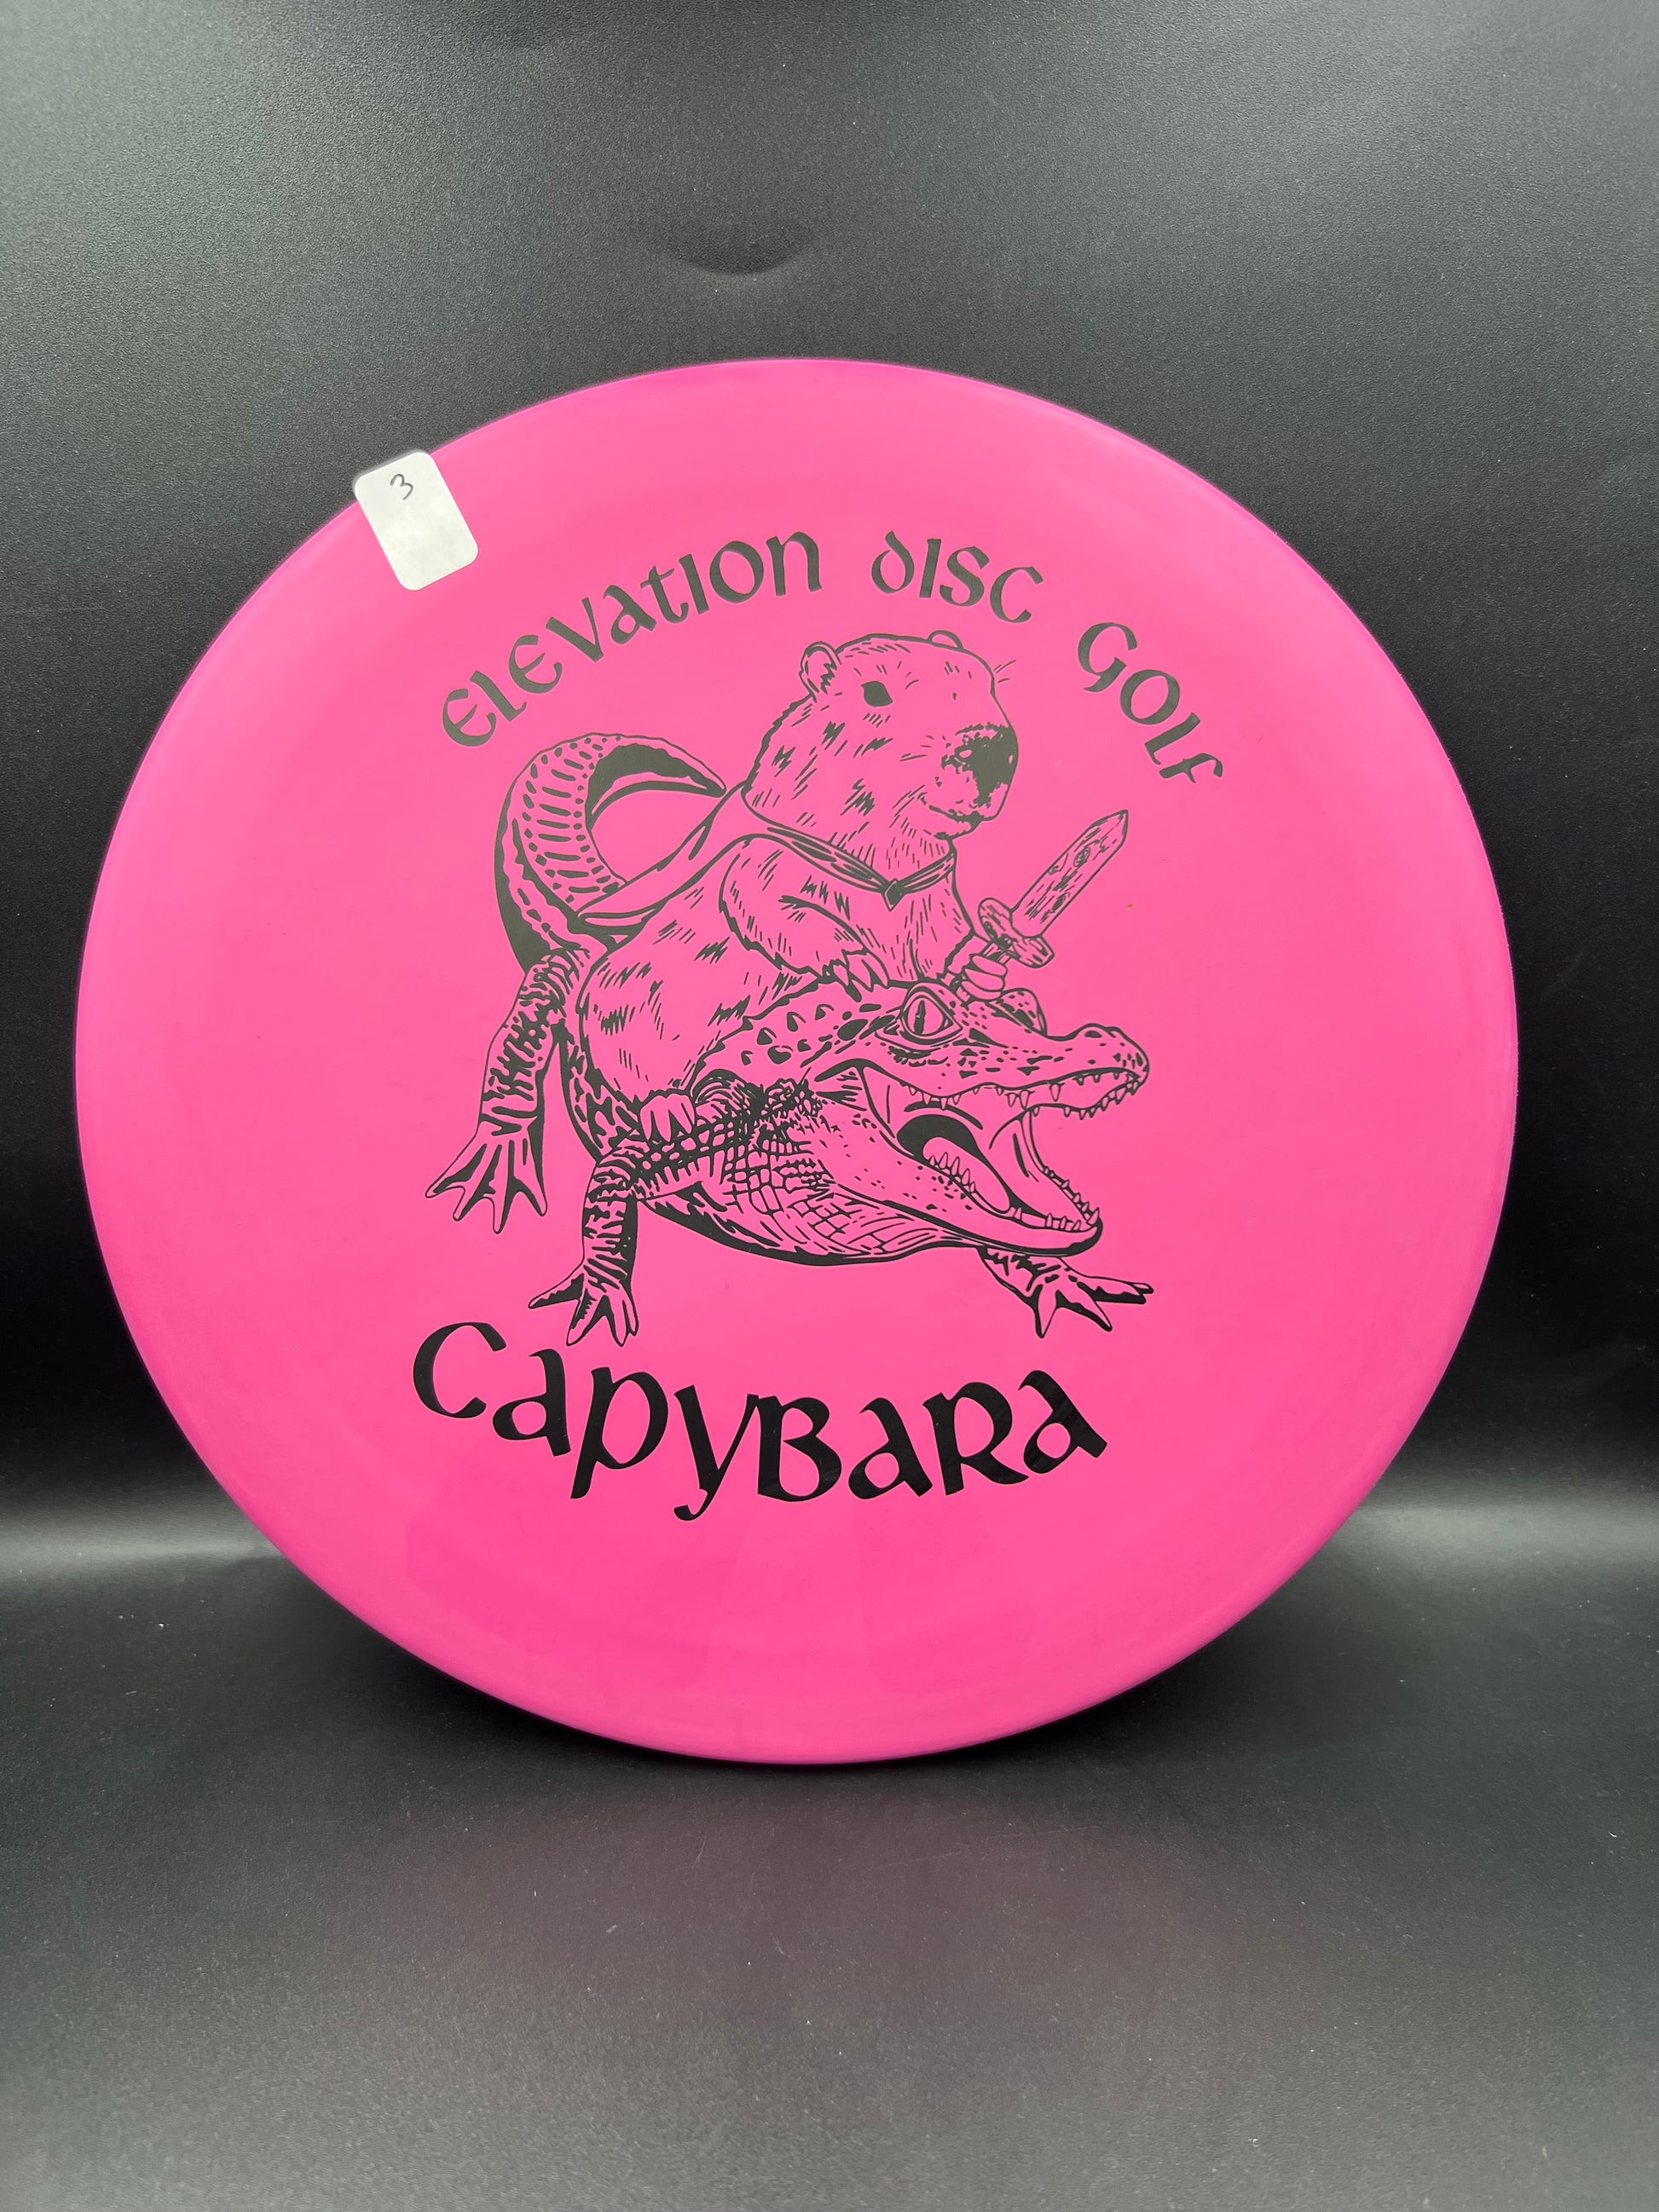 3
ELEVATION DISC GOLF
CAPYBARA